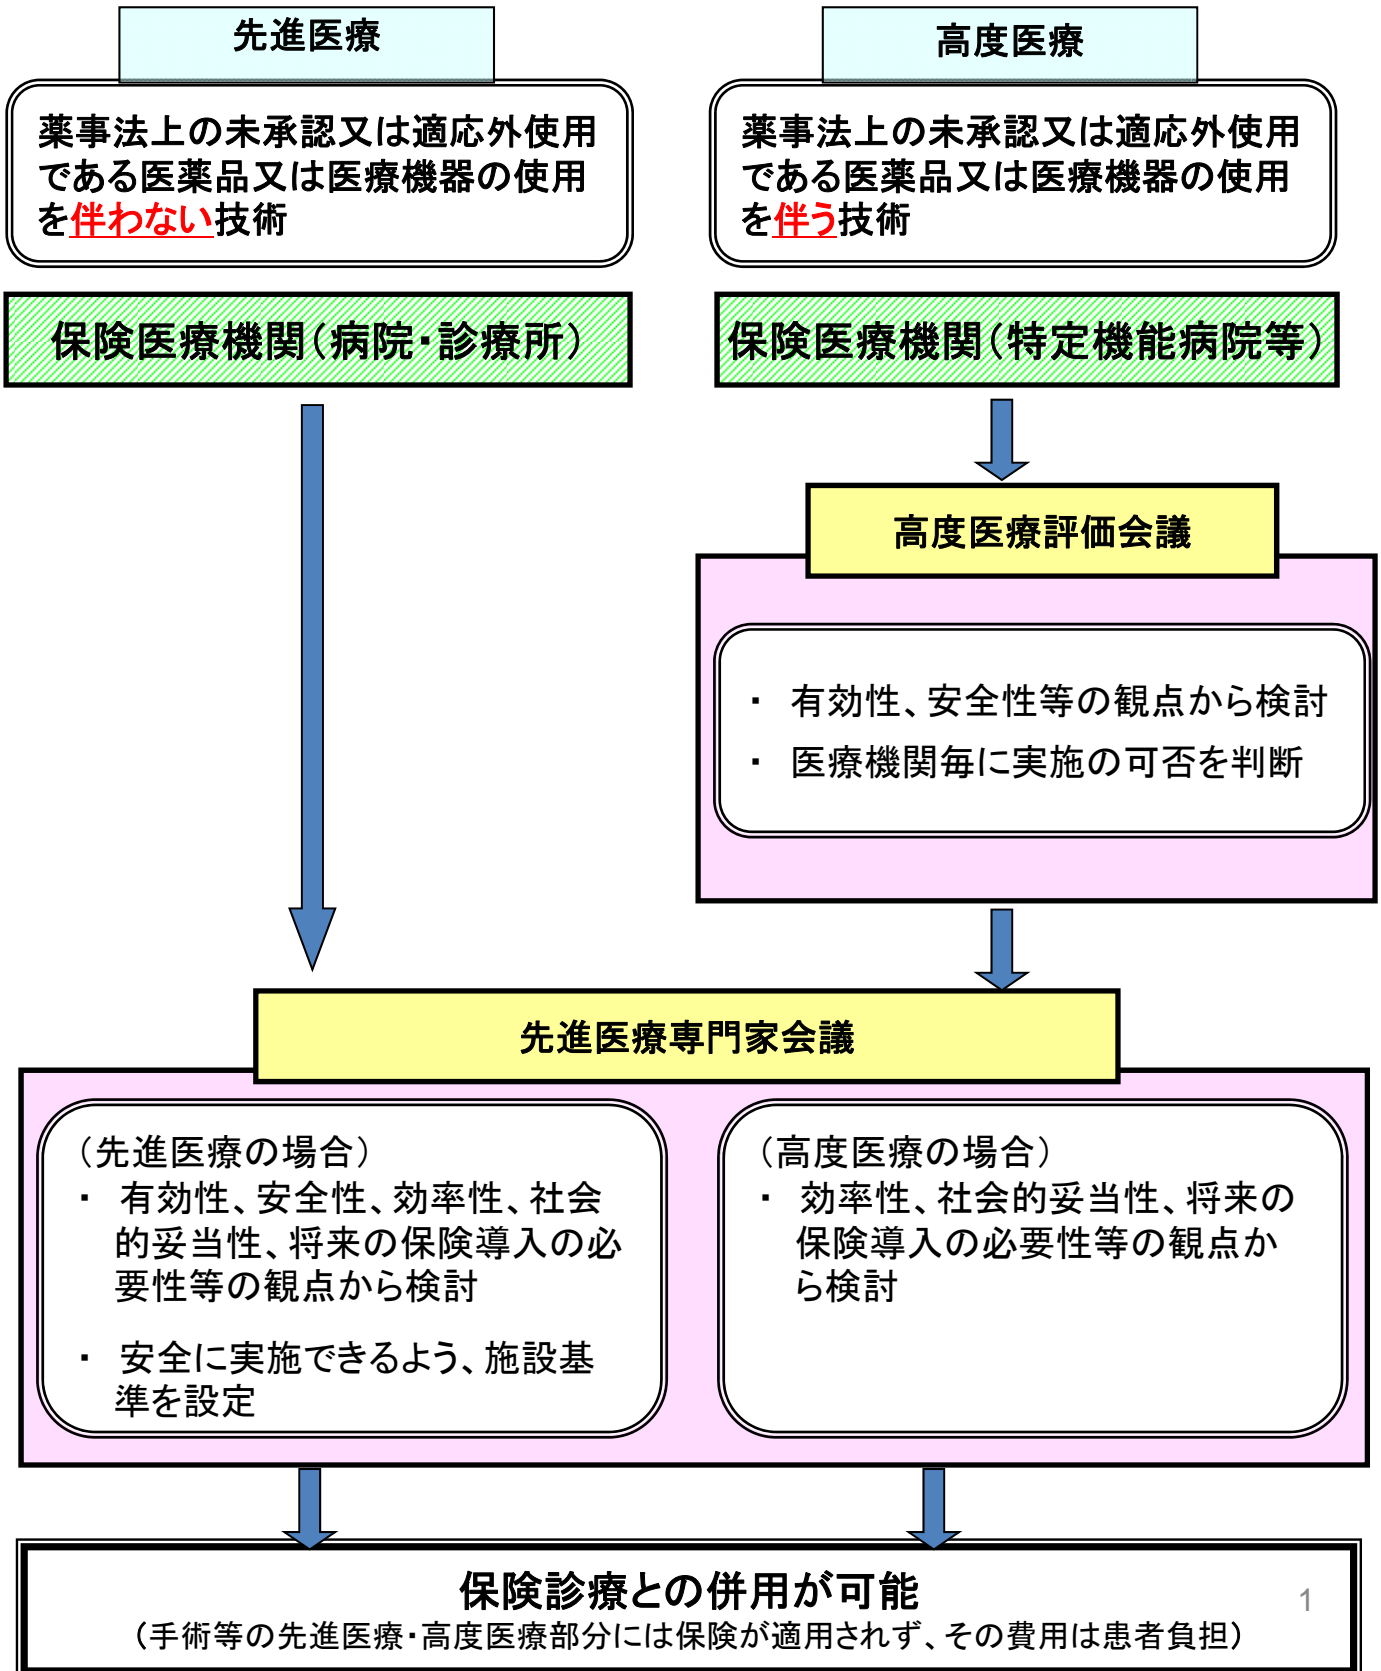 先進医療
薬事法上の未承認又は適応外使用
である医薬品又は医療機器の使用
を伴わない技術
保険医療機関（病院・診療所）
高度医療
薬事法上の未承認又は適応外使用
である医薬品又は医療機器の使用
を伴う技術
保険医療機関（特定機能病院等）
高度医療評価会議
・ 有効性、安全性等の観点から検討
・ 医療機関毎に実施の可否を判断
先進医療専門家会議
（先進医療の場合）
・ 有効性、安全性、効率性、社会
的妥当性、将来の保険導入の必
要性等の観点から検討
・ 安全に実施できるよう、施設基
準を設定
（高度医療の場合）
・ 効率性、社会的妥当性、将来の
保険導入の必要性等の観点か
ら検討
保険診療との併用が可能
（手術等の先進医療・高度医療部分には保険が適用されず、その費用は患者負担）
1